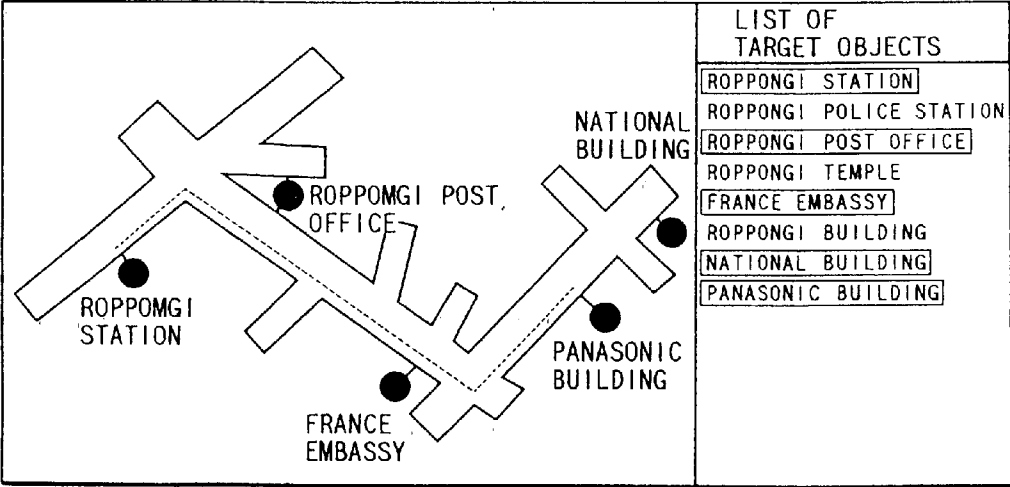 NATIONAL
BUILDING
ROPPOMGI POST
OFFICE
ROPPOMGI
STATION
PANASONIC
BUILDING
FRANCE
EMBASSY
LIST OF
TARGET OBJECTS
ROPPONGI STATION
ROPPONGI POLICE STATION
ROPPONGI POST OFFICE
ROPPONGI TEMPLE
FRANCE EMBASSY
ROPPONGI BUILDING
NATIONAL BUILDING
PANASONIC BUILDING